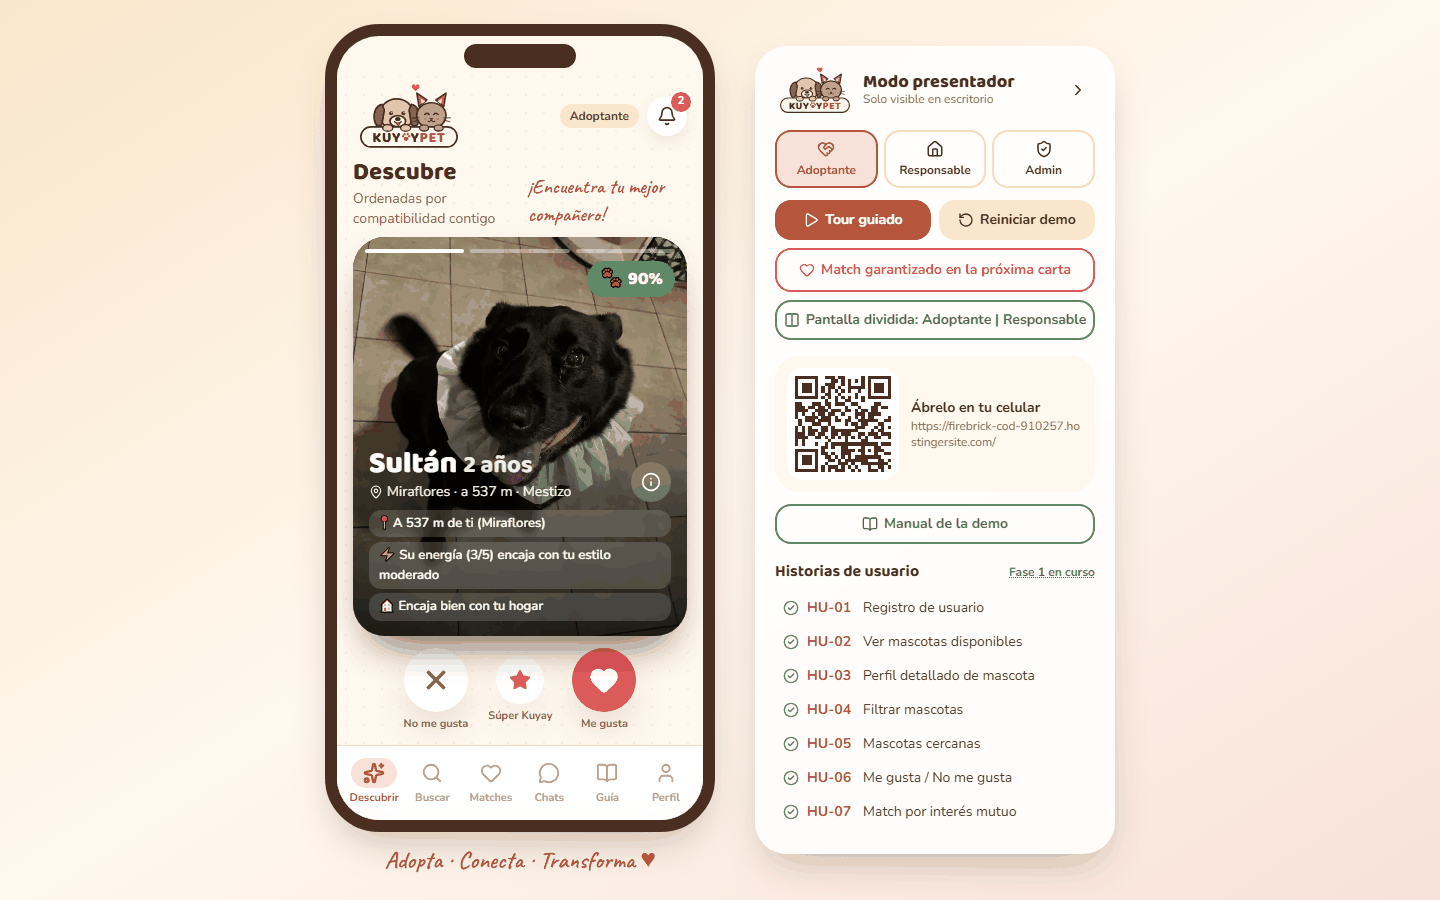 KUYAYPET
Adoptante
2
Descubre
Ordenadas por
compatibilidad contigo
¡Encuentra tu mejor
compañero!
90%
Sultán 2 años
Miraflores · a 537 m · Mestizo
A 537 m de ti (Miraflores)
Su energía (3/5) encaja con tu estilo
moderado
Encaja bien con tu hogar
No me gusta
Súper Kuyay
Me gusta
Descubrir
Buscar
Matches
Chats
Guía
Perfil
Adopta · Conecta · Transforma ♥
KUYAYPET
Modo presentador
Solo visible en escritorio
Adoptante
Responsable
Admin
Tour guiado
Reiniciar demo
Match garantizado en la próxima carta
Pantalla dividida: Adoptante | Responsable
Ábrelo en tu celular
https://firebrick-cod-910257.ho
stingersite.com/
Manual de la demo
Historias de usuario
Fase 1 en curso
HU-01 Registro de usuario
HU-02 Ver mascotas disponibles
HU-03 Perfil detallado de mascota
HU-04 Filtrar mascotas
HU-05 Mascotas cercanas
HU-06 Me gusta / No me gusta
HU-07 Match por interés mutuo